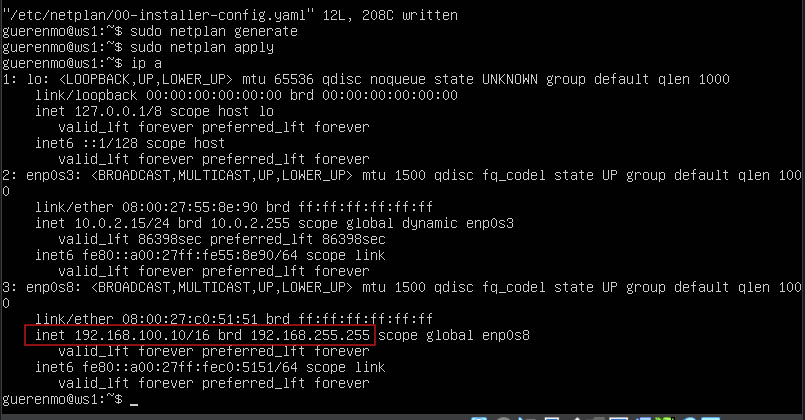 "/etc/netplan/00-installer-config.yaml" 12L, 208C written
guerenmo@ws1:~$ sudo netplan generate
guerenmo@ws1:~$ sudo netplan apply
guerenmo@ws1:~$ ip a
1: lo: <LOOPBACK,UP,LOWER_UP> mtu 65536 qdisc noqueue state UNKNOWN group default qlen 1000
    link/loopback 00:00:00:00:00:00 brd 00:00:00:00:00:00
    inet 127.0.0.1/8 scope host lo
       valid_lft forever preferred_lft forever
    inet6 ::1/128 scope host
       valid_lft forever preferred_lft forever
2: enp0s3: <BROADCAST,MULTICAST,UP,LOWER_UP> mtu 1500 qdisc fq_codel state UP group default qlen 100
0
    link/ether 08:00:27:55:8e:90 brd ff:ff:ff:ff:ff:ff
    inet 10.0.2.15/24 brd 10.0.2.255 scope global dynamic enp0s3
       valid_lft 86398sec preferred_lft 86398sec
    inet6 fe80::a00:27ff:fe55:8e90/64 scope link
       valid_lft forever preferred_lft forever
3: enp0s8: <BROADCAST,MULTICAST,UP,LOWER_UP> mtu 1500 qdisc fq_codel state UP group default qlen 100
0
    link/ether 08:00:27:c0:51:51 brd ff:ff:ff:ff:ff:ff
    inet 192.168.100.10/16 brd 192.168.255.255 scope global enp0s8
       valid_lft forever preferred_lft forever
    inet6 fe80::a00:27ff:fec0:5151/64 scope link
       valid_lft forever preferred_lft forever
guerenmo@ws1:~$ _